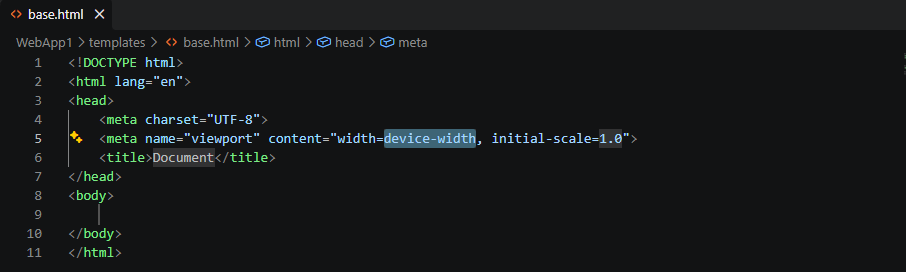 base.html
WebApp1 > templates > base.html > html > head > meta
1 <!DOCTYPE html>
2 <html lang="en">
3 <head>
4     <meta charset="UTF-8">
5     <meta name="viewport" content="width=device-width, initial-scale=1.0">
6     <title>Document</title>
7 </head>
8 <body>
9
10 </body>
11 </html>